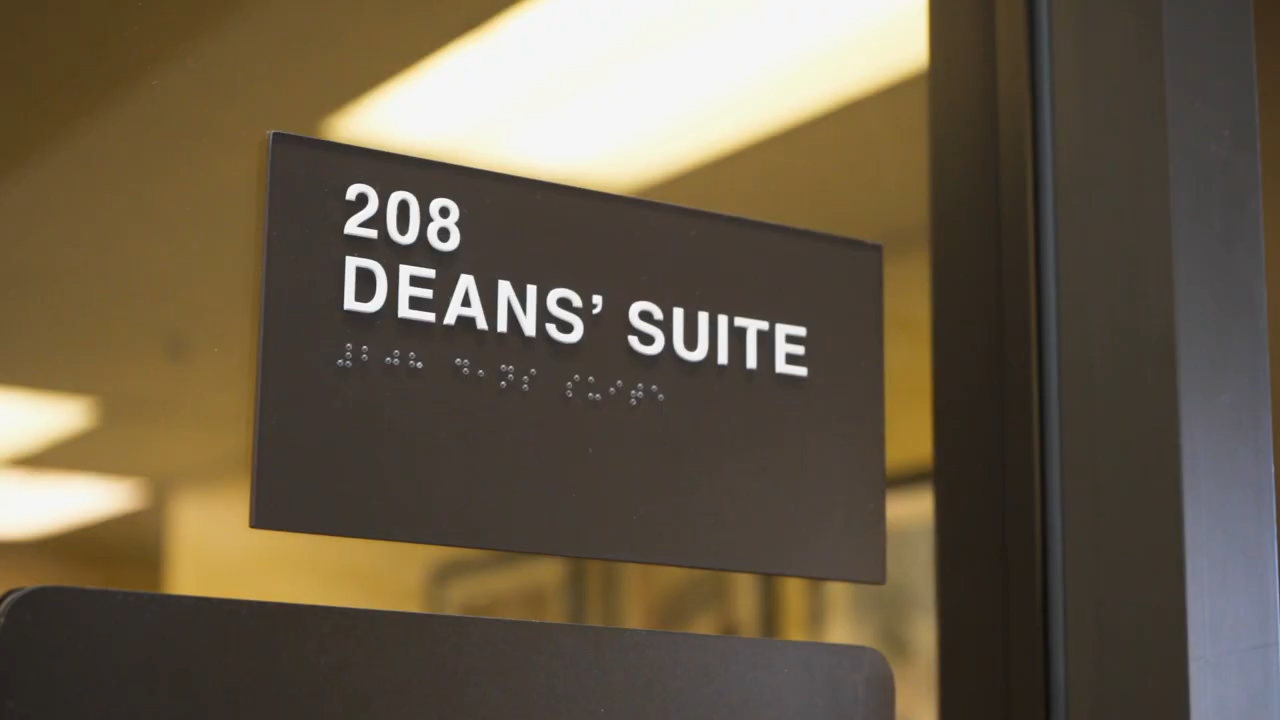 208
DEANS’ SUITE
⠼⠃⠚⠓ ⠙⠂⠝⠎ ⠎⠥⠊⠞⠑